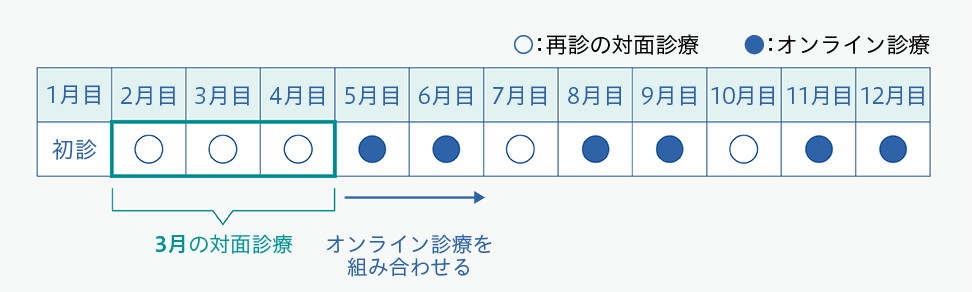 ○：再診の対面診療 ●：オンライン診療
1月目 2月目 3月目 4月目 5月目 6月目 7月目 8月目 9月目 10月目 11月目 12月目
初診 ○ ○ ○ ● ● ○ ● ● ○ ● ●
3月の対面診療
オンライン診療を
組み合わせる